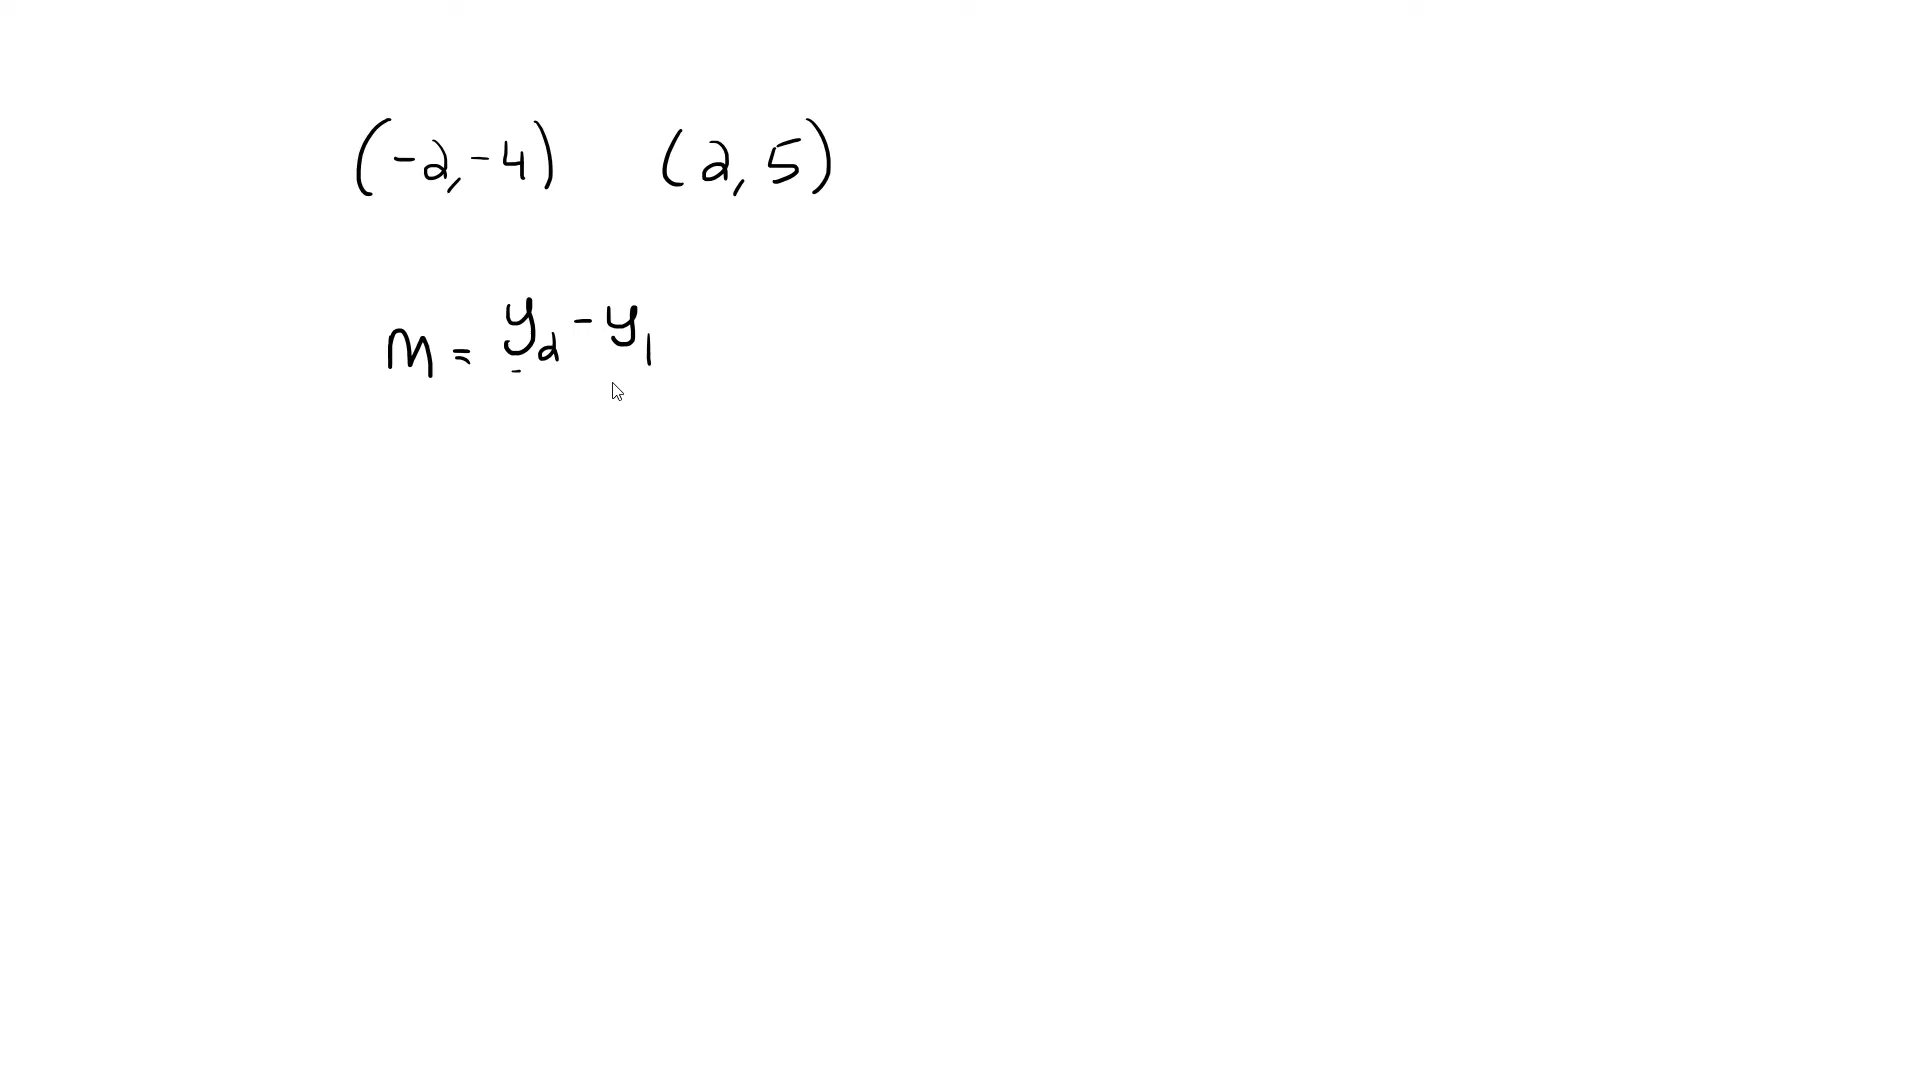 (-2,-4) (2,5)
m = y₂ - y₁